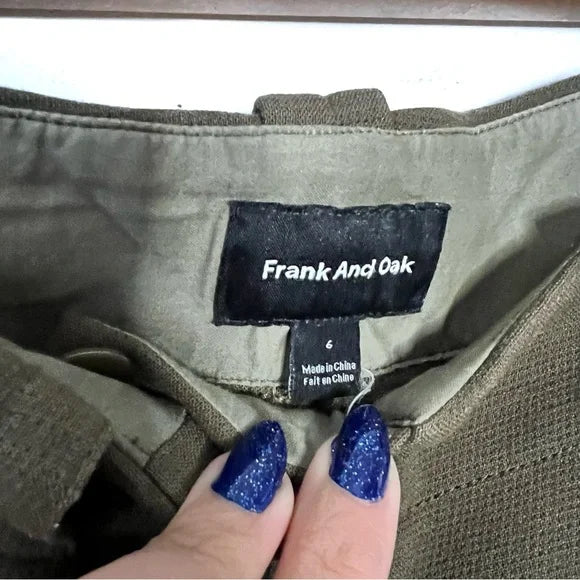 Frank And Oak
6
Made in China
Fait en Chine